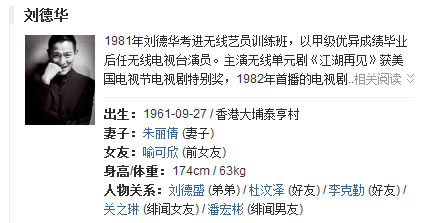 刘德华
1981年刘德华考进无线艺员训练班，以甲级优异成绩毕业
后任无线电视台演员。主演无线单元剧《江湖再见》获美
国电视节电视剧特别奖，1982年首播的电视剧..相关阅读
出生：1961-09-27 / 香港大埔泰亨村
妻子：朱丽倩 (妻子)
女友：喻可欣 (前女友)
身高/体重：174cm / 63kg
人物关系：刘德盛 (弟弟) / 杜汶泽 (好友) / 李克勤 (好友) /
关之琳 (绯闻女友) / 潘宏彬 (绯闻男友)